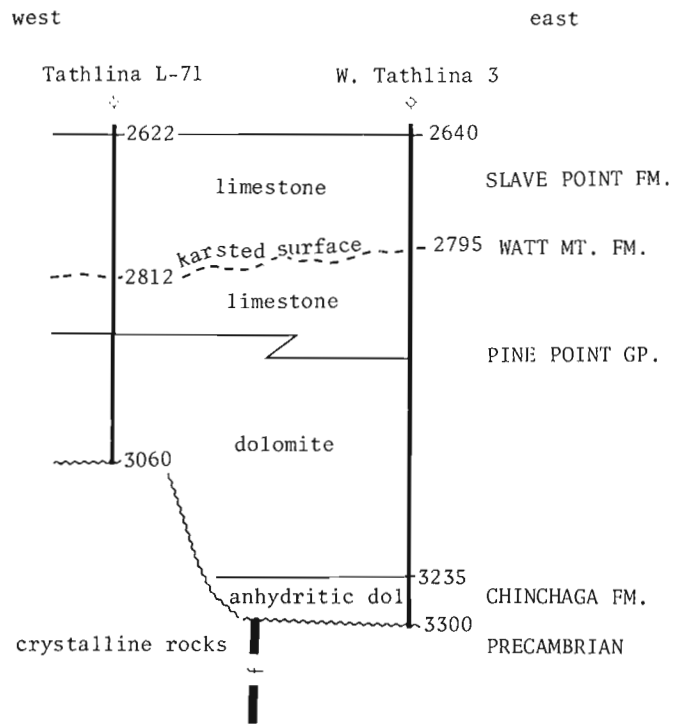 west east
Tathlina L-71 W. Tathlina 3
2622 2640
limestone SLAVE POINT FM.
karsted surface 2795 WATT MT. FM.
2812
limestone
PINE POINT GP.
dolomite
3060
3235
anhydritic dol CHINCHAGA FM.
3300
crystalline rocks PRECAMBRIAN
f